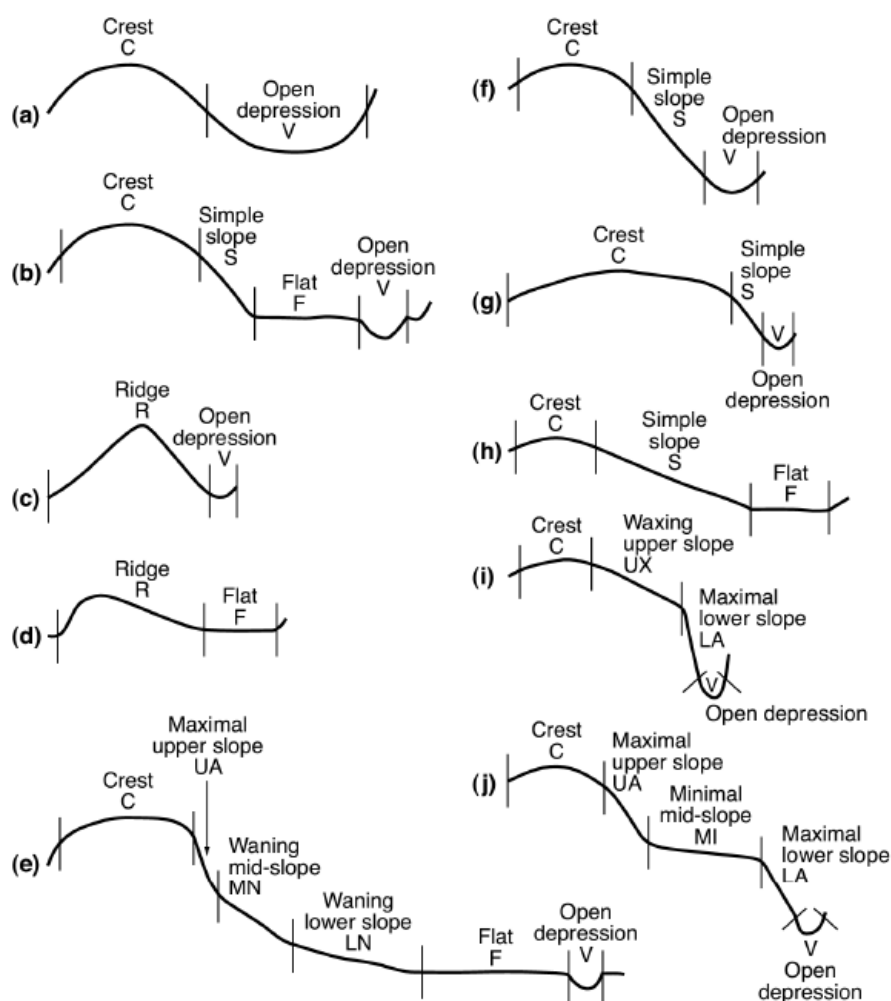 (a)
Crest
C
Open
depression
V
(b)
Crest
C
Simple
slope
S
Flat
F
Open
depression
V
(c)
Ridge
R
Open
depression
V
(d)
Ridge
R
Flat
F
(e)
Crest
C
Maximal
upper slope
UA
Waning
mid-slope
MN
Waning
lower slope
LN
Flat
F
Open
depression
V
(f)
Crest
C
Simple
slope
S
Open
depression
V
(g)
Crest
C
Simple
slope
S
V
Open
depression
(h)
Crest
C
Simple
slope
S
Flat
F
(i)
Crest
C
Waxing
upper slope
UX
Maximal
lower slope
LA
V
Open depression
(j)
Crest
C
Maximal
upper slope
UA
Minimal
mid-slope
MI
Maximal
lower slope
LA
V
Open
depression